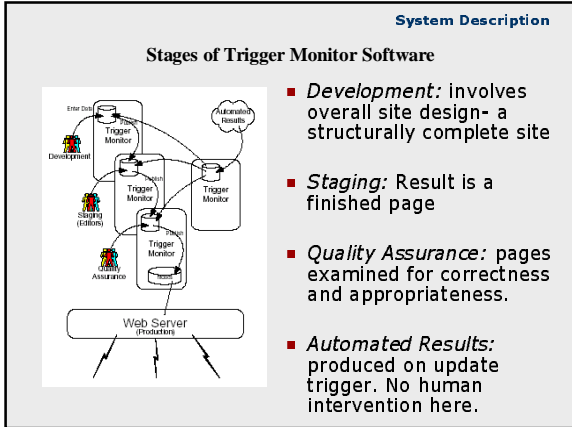 System Description
Stages of Trigger Monitor Software
Enter Data
Publish
Trigger
Monitor
Automated
Results
Development
Publish
Trigger
Monitor
Trigger
Monitor
Staging
(Editors)
Publish
Trigger
Monitor
Quality
Assurance
Web Server
(Production)
Development: involves
overall site design- a
structurally complete site
Staging: Result is a
finished page
Quality Assurance: pages
examined for correctness
and appropriateness.
Automated Results:
produced on update
trigger. No human
intervention here.